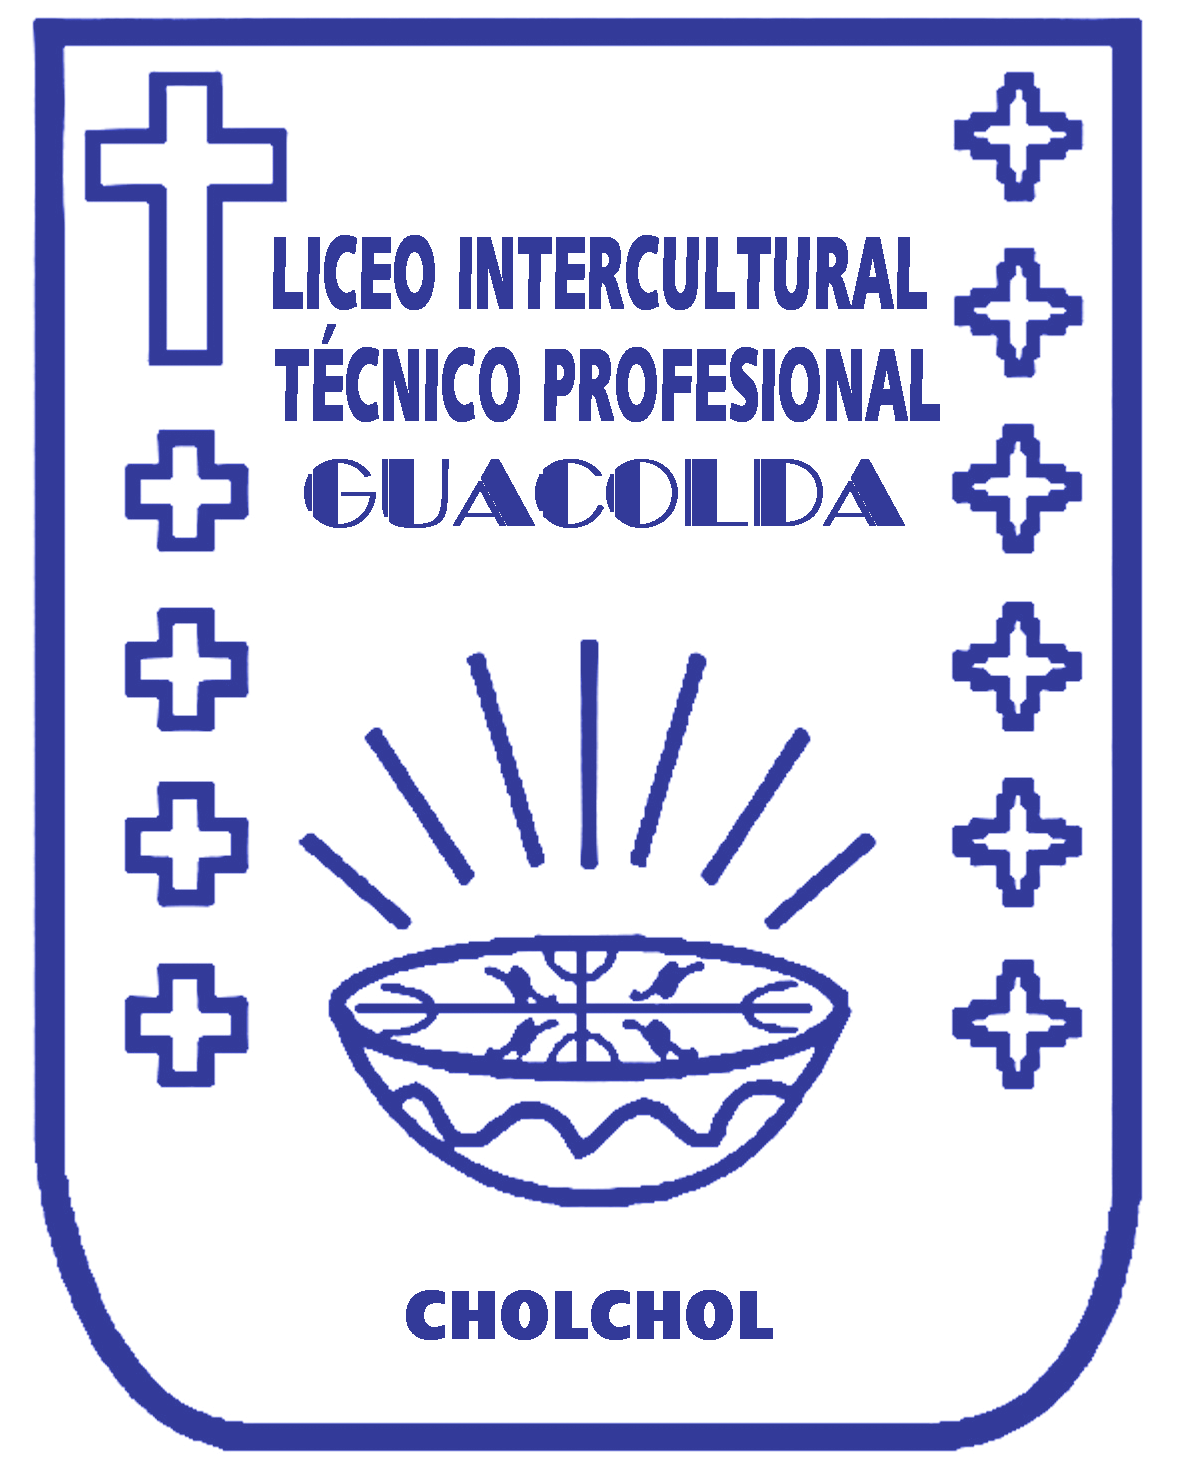 LICEO INTERCULTURAL
TÉCNICO PROFESIONAL
GUACOLDA
CHOLCHOL